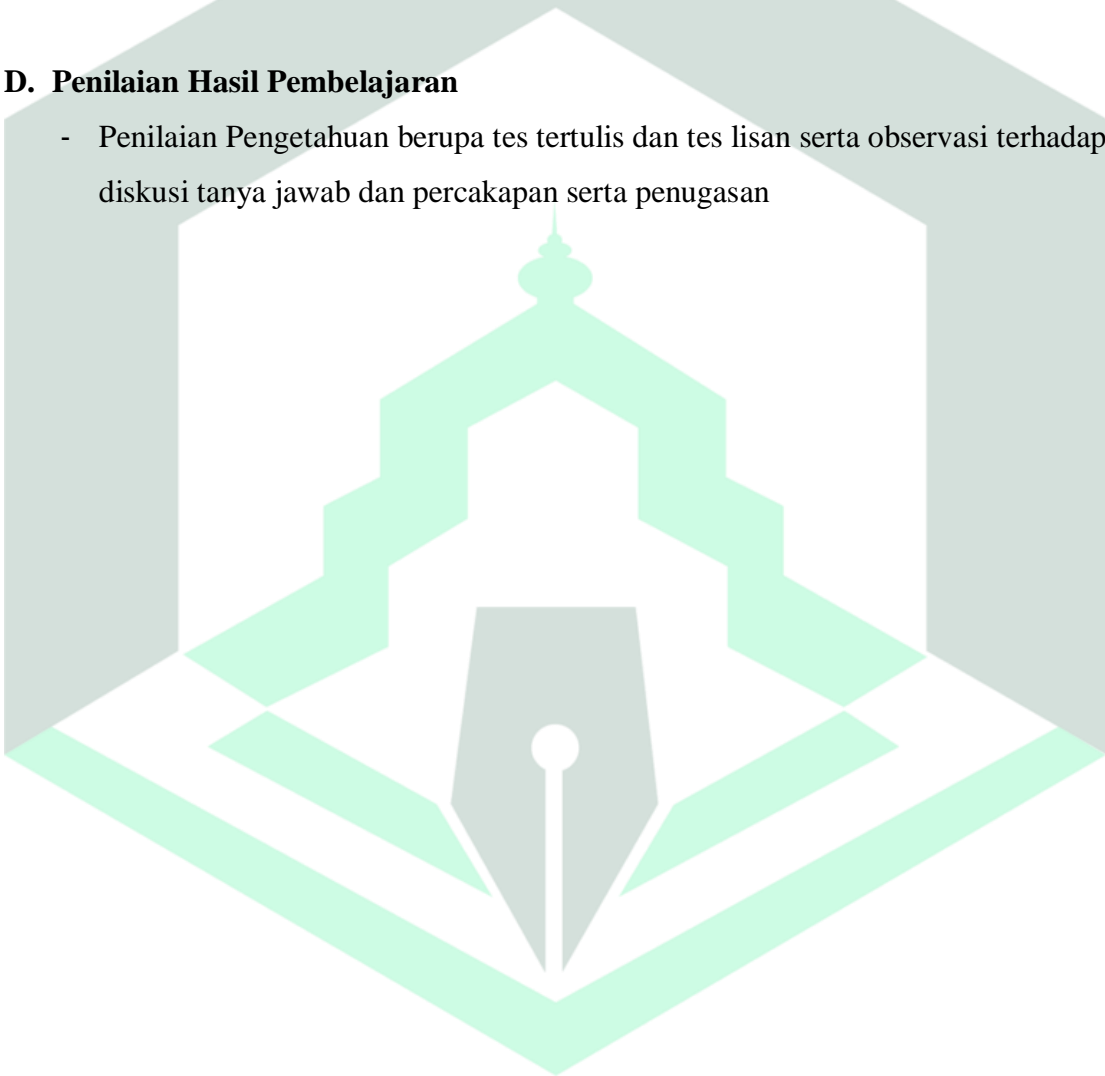 D. Penilaian Hasil Pembelajaran
- Penilaian Pengetahuan berupa tes tertulis dan tes lisan serta observasi terhadap
diskusi tanya jawab dan percakapan serta penugasan